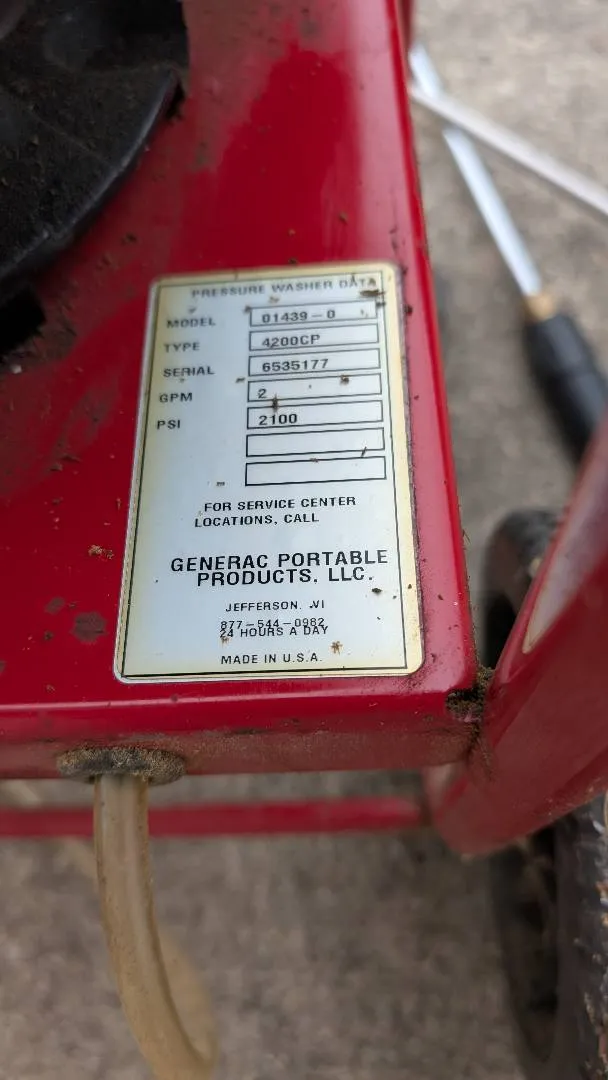 PRESSURE WASHER DATA
MODEL 01439-0
TYPE 4200CP
SERIAL 6535177
GPM 2
PSI 2100
FOR SERVICE CENTER
LOCATIONS, CALL
GENERAC PORTABLE
PRODUCTS, LLC.
JEFFERSON, WI
877-544-0982
24 HOURS A DAY
MADE IN U.S.A.